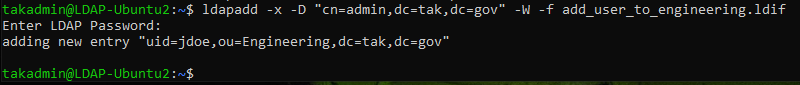 takadmin@LDAP-Ubuntu2:~$ ldapadd -x -D "cn=admin,dc=tak,dc=gov" -W -f add_user_to_engineering.ldif
Enter LDAP Password:
adding new entry "uid=jdoe,ou=Engineering,dc=tak,dc=gov"
takadmin@LDAP-Ubuntu2:~$